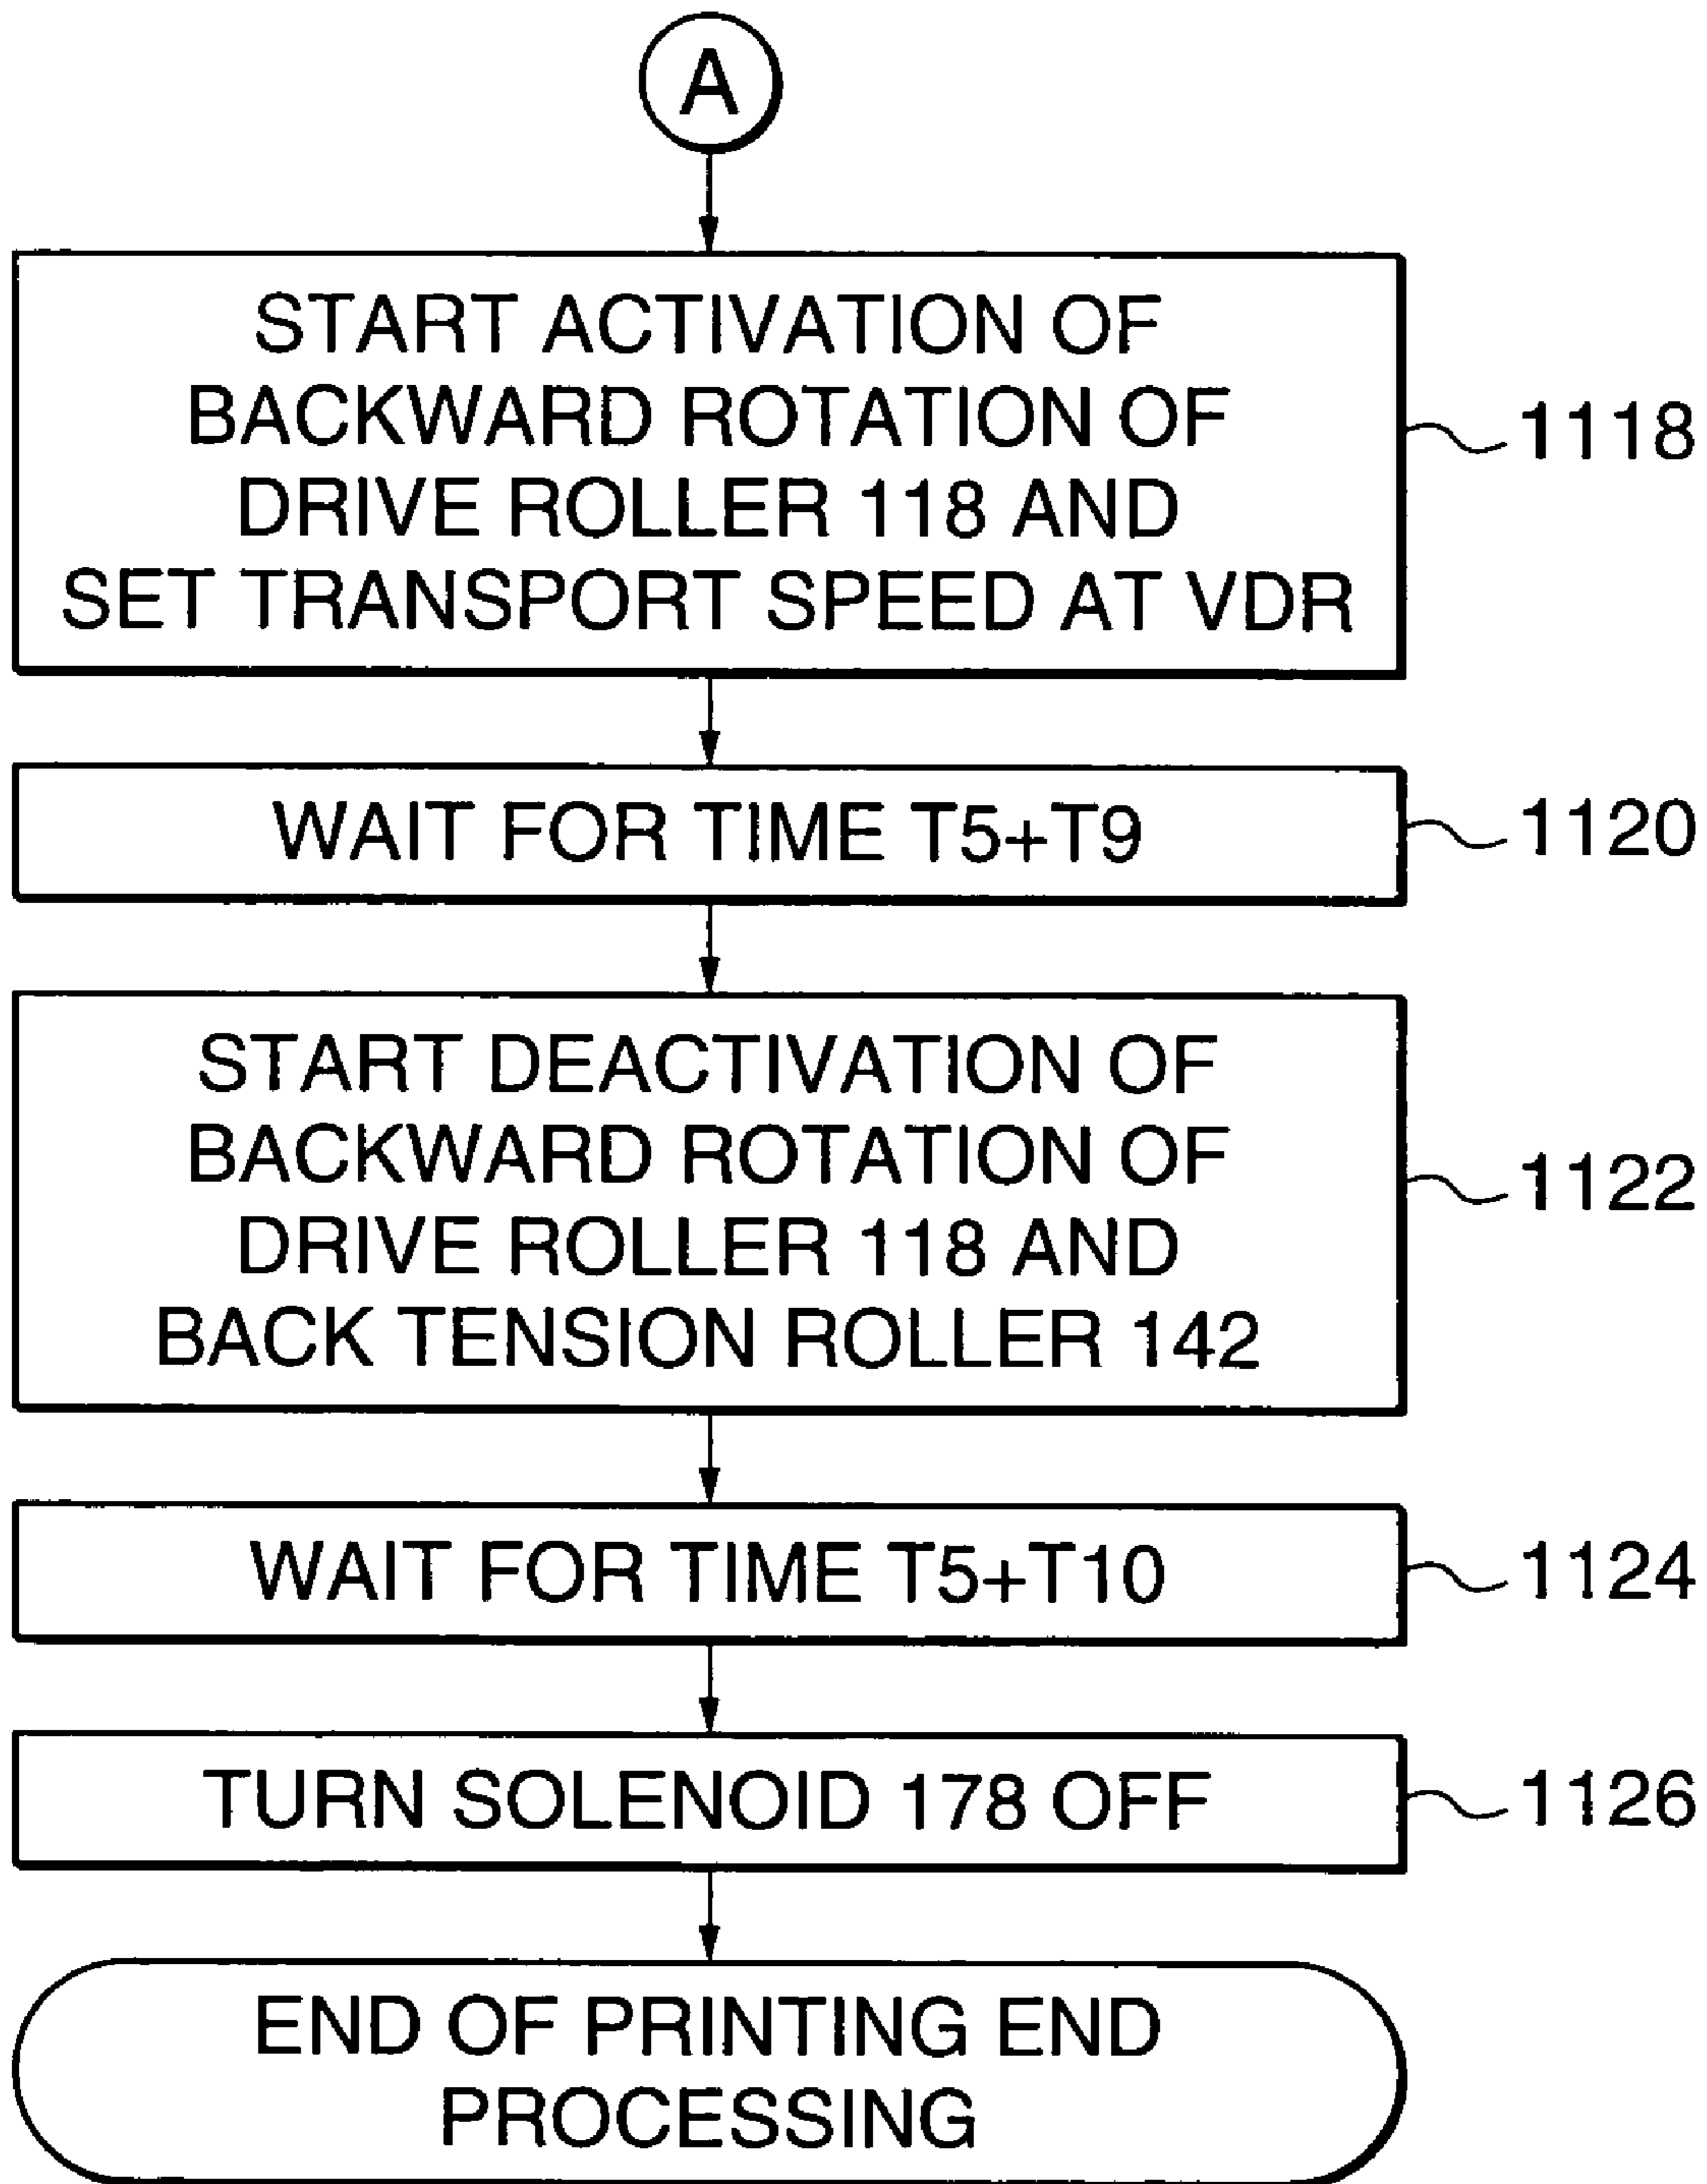 A
START ACTIVATION OF
BACKWARD ROTATION OF
DRIVE ROLLER 118 AND
SET TRANSPORT SPEED AT VDR
1118
WAIT FOR TIME T5+T9
1120
START DEACTIVATION OF
BACKWARD ROTATION OF
DRIVE ROLLER 118 AND
BACK TENSION ROLLER 142
1122
WAIT FOR TIME T5+T10
1124
TURN SOLENOID 178 OFF
1126
END OF PRINTING END
PROCESSING